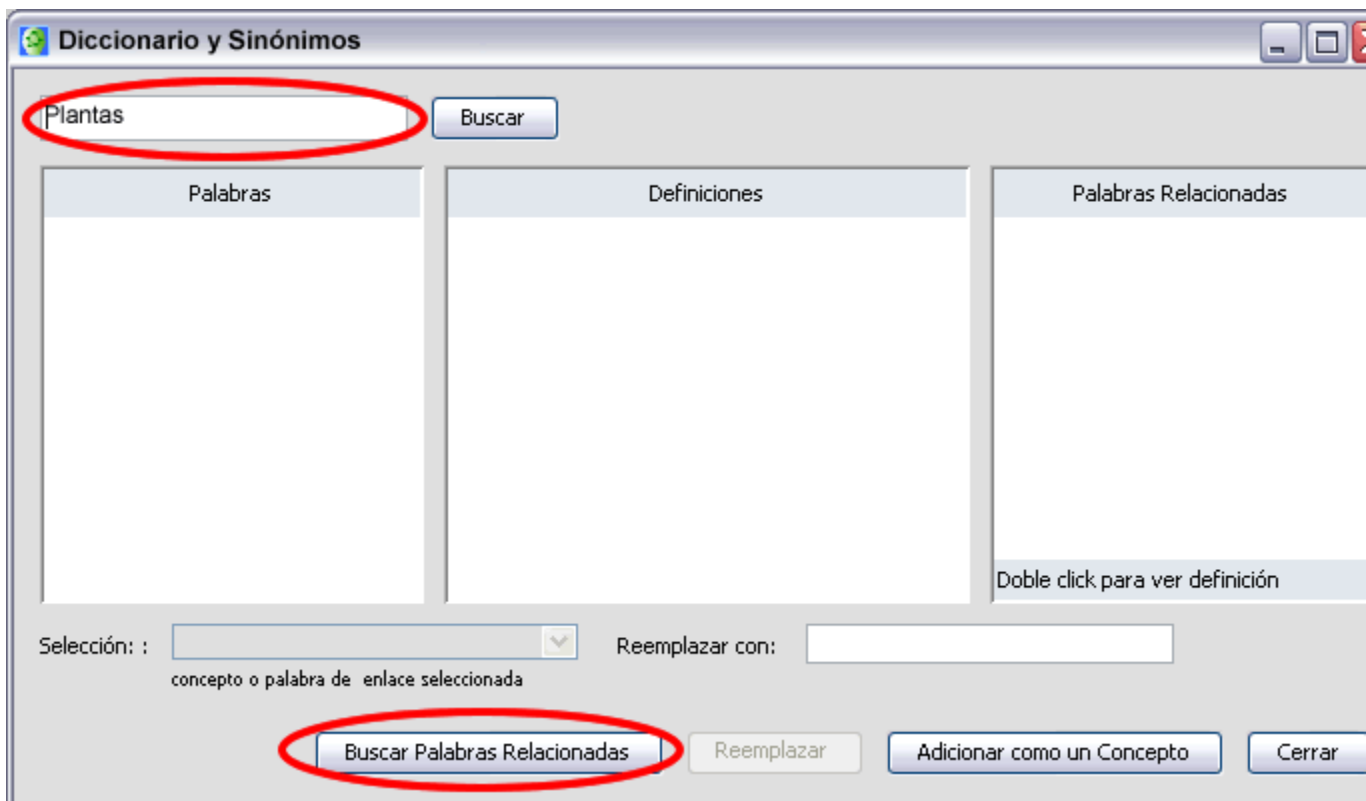 Diccionario y Sinónimos
Plantas
Buscar
Palabras
Definiciones
Palabras Relacionadas
Doble click para ver definición
Selección: :
Reemplazar con:
concepto o palabra de enlace seleccionada
Buscar Palabras Relacionadas
Reemplazar
Adicionar como un Concepto
Cerrar